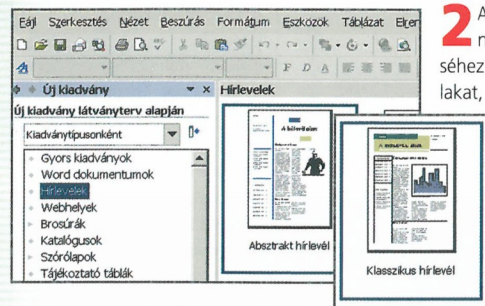 Fájl Szerkesztés Nézet Beszúrás Formátum Eszközök Táblázat
F D A
Új kiadvány
Hírlevelek
Új kiadvány látványterv alapján
Kiadványtípusonként
Gyors kiadványok
Word dokumentumok
Hírlevelek
Webhelyek
Brosúrák
Katalógusok
Szórólapok
Tájékoztató táblák
Absztrakt hírlevél
Klasszikus hírlevél
2 A
séhez
lakat,